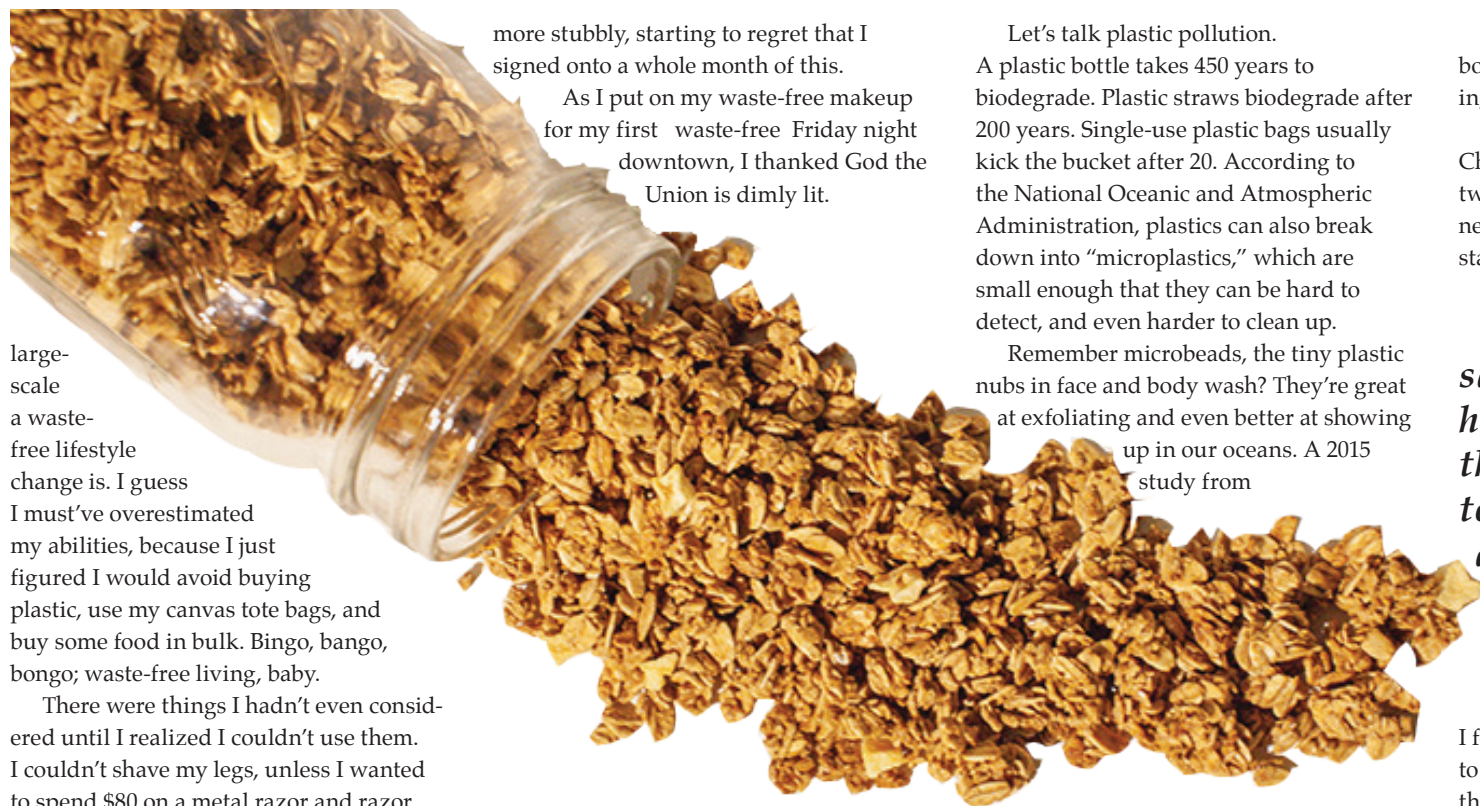 large-
scale
a waste-
free lifestyle
change is. I guess
I must’ve overestimated
my abilities, because I just
figured I would avoid buying
plastic, use my canvas tote bags, and
buy some food in bulk. Bingo, bango,
bongo; waste-free living, baby.
There were things I hadn’t even consid-
ered until I realized I couldn’t use them.
I couldn’t shave my legs, unless I wanted
to spend $80 on a metal razor and razor
more stubbly, starting to regret that I
signed onto a whole month of this.
As I put on my waste-free makeup
for my first waste-free Friday night
downtown, I thanked God the
Union is dimly lit.
Let’s talk plastic pollution.
A plastic bottle takes 450 years to
biodegrade. Plastic straws biodegrade after
200 years. Single-use plastic bags usually
kick the bucket after 20. According to
the National Oceanic and Atmospheric
Administration, plastics can also break
down into “microplastics,” which are
small enough that they can be hard to
detect, and even harder to clean up.
Remember microbeads, the tiny plastic
nubs in face and body wash? They’re great
at exfoliating and even better at showing
up in our oceans. A 2015
study from
I
to